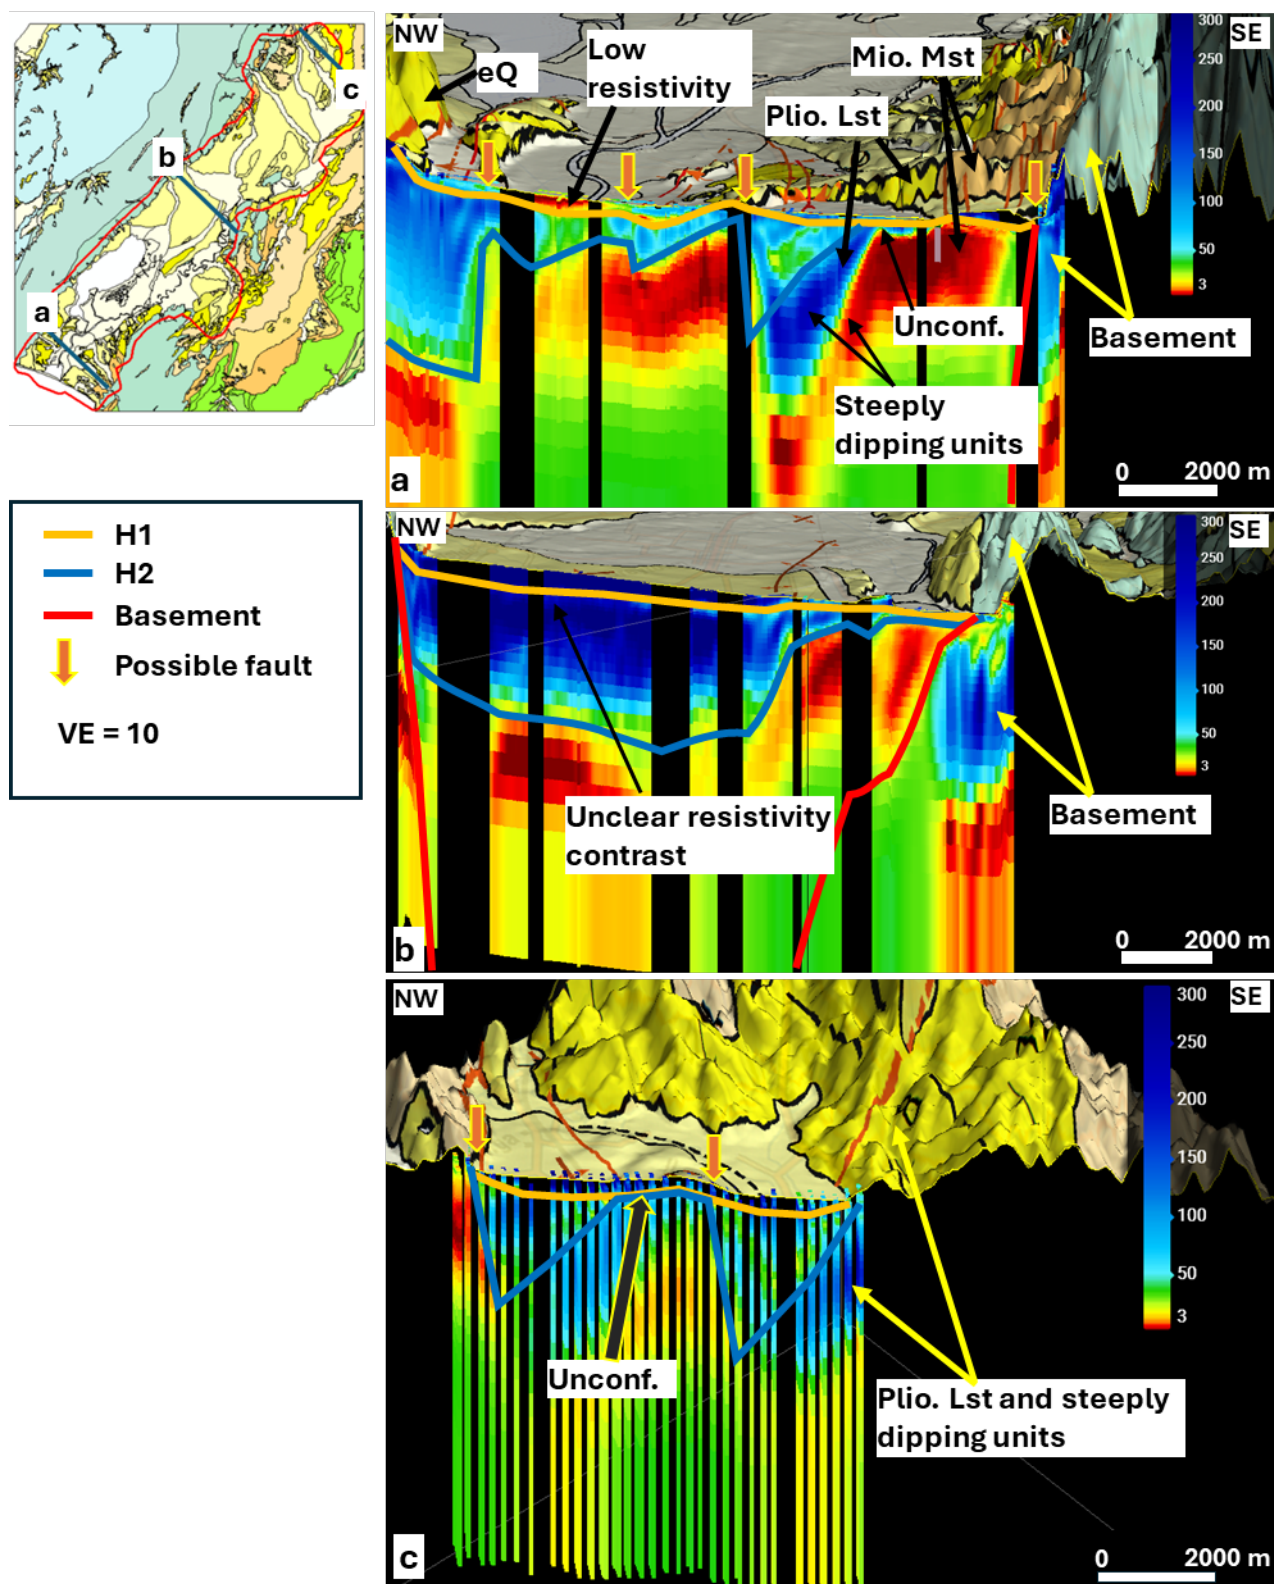 c
b
a
H1
H2
Basement
Possible fault
VE = 10
NW
SE
eQ
Low
resistivity
Mio. Mst
Plio. Lst
300
200
150
100
50
3
Unconf.
Basement
Steeply
dipping units
a
0 2000 m
NW
SE
300
250
200
150
100
50
3
Unclear resistivity
contrast
Basement
b
0 2000 m
NW
SE
300
250
200
150
100
50
3
Unconf.
Plio. Lst and steeply
dipping units
c
0 2000 m